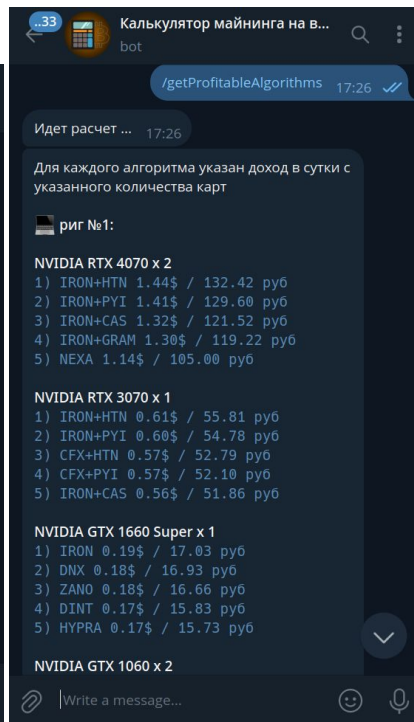 ..33
Калькулятор майнинга на в...
bot
/getProfitableAlgorithms 17:26
Идет расчет ... 17:26
Для каждого алгоритма указан доход в сутки с
указанного количества карт
риг №1:
NVIDIA RTX 4070 x 2
1) IRON+HTN 1.44$ / 132.42 руб
2) IRON+PYI 1.41$ / 129.60 руб
3) IRON+CAS 1.32$ / 121.52 руб
4) IRON+GRAM 1.30$ / 119.22 руб
5) NEXA 1.14$ / 105.00 руб
NVIDIA RTX 3070 x 1
1) IRON+HTN 0.61$ / 55.81 руб
2) IRON+PYI 0.60$ / 54.78 руб
3) CFX+HTN 0.57$ / 52.79 руб
4) CFX+PYI 0.57$ / 52.10 руб
5) IRON+CAS 0.56$ / 51.86 руб
NVIDIA GTX 1660 Super x 1
1) IRON 0.19$ / 17.03 руб
2) DNX 0.18$ / 16.93 руб
3) ZANO 0.18$ / 16.66 руб
4) DINT 0.17$ / 15.83 руб
5) HYPRA 0.17$ / 15.73 руб
NVIDIA GTX 1060 x 2
Write a message...